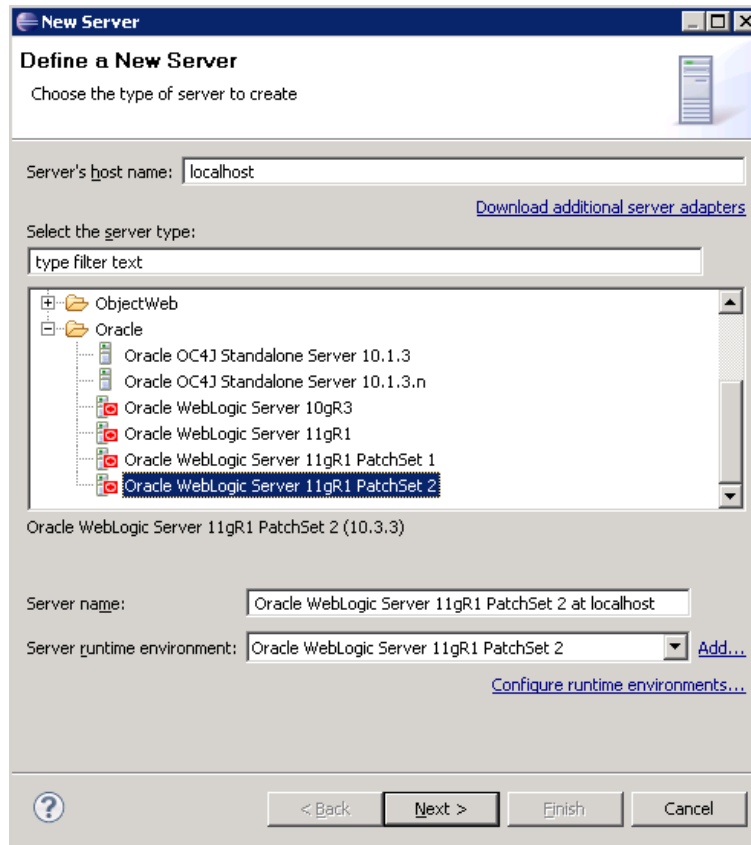 New Server
Define a New Server
Choose the type of server to create
Server's host name: localhost
Download additional server adapters
Select the server type:
type filter text
ObjectWeb
Oracle
Oracle OC4J Standalone Server 10.1.3
Oracle OC4J Standalone Server 10.1.3.n
Oracle WebLogic Server 10gR3
Oracle WebLogic Server 11gR1
Oracle WebLogic Server 11gR1 PatchSet 1
Oracle WebLogic Server 11gR1 PatchSet 2
Oracle WebLogic Server 11gR1 PatchSet 2 (10.3.3)
Server name: Oracle WebLogic Server 11gR1 PatchSet 2 at localhost
Server runtime environment: Oracle WebLogic Server 11gR1 PatchSet 2 Add...
Configure runtime environments...
? < Back Next > Finish Cancel